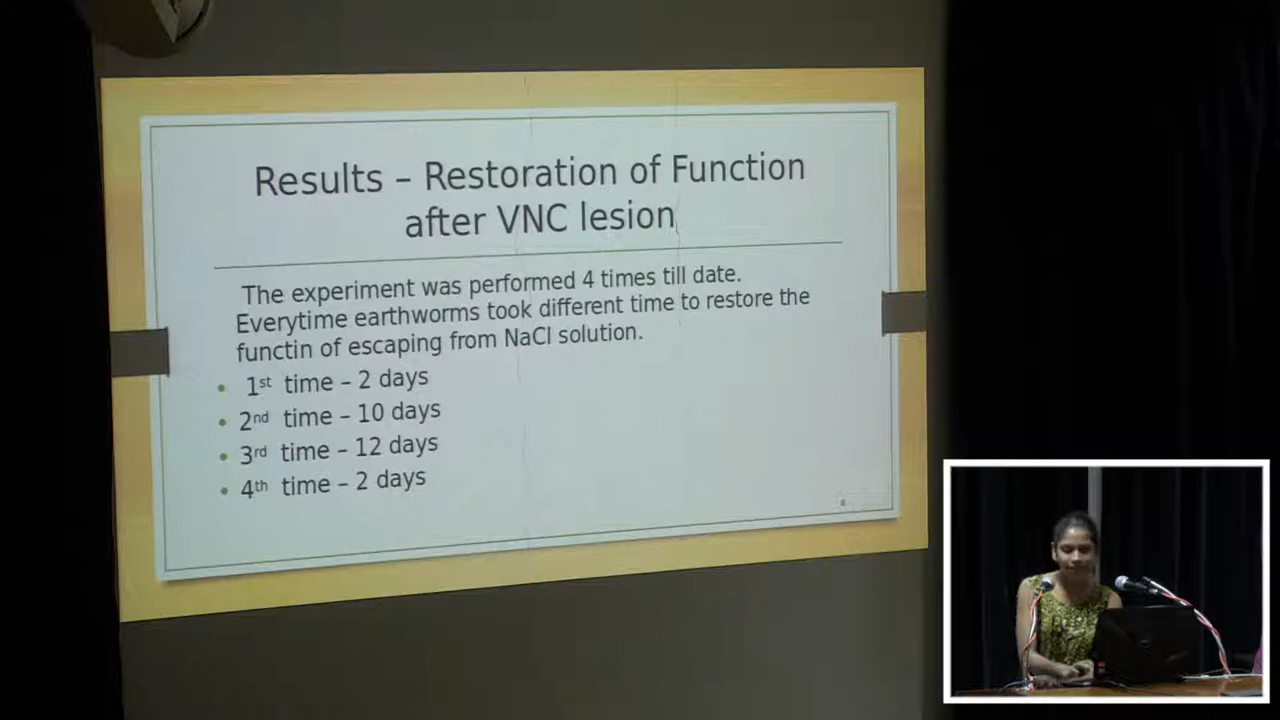 Results – Restoration of Function
after VNC lesion
The experiment was performed 4 times till date.
Everytime earthworms took different time to restore the
functin of escaping from NaCl solution.
• 1st time – 2 days
• 2nd time – 10 days
• 3rd time – 12 days
• 4th time – 2 days